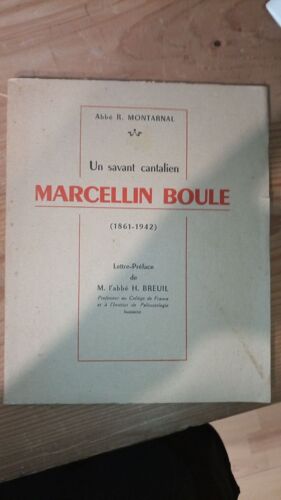 Abbé R. MONTARNAL
Un savant cantalien
MARCELLIN BOULE
(1861-1942)
Lettre-Préface
de
M. l'abbé H. BREUIL
Professeur au Collège de France
et à l'Institut de Paléontologie
humaine